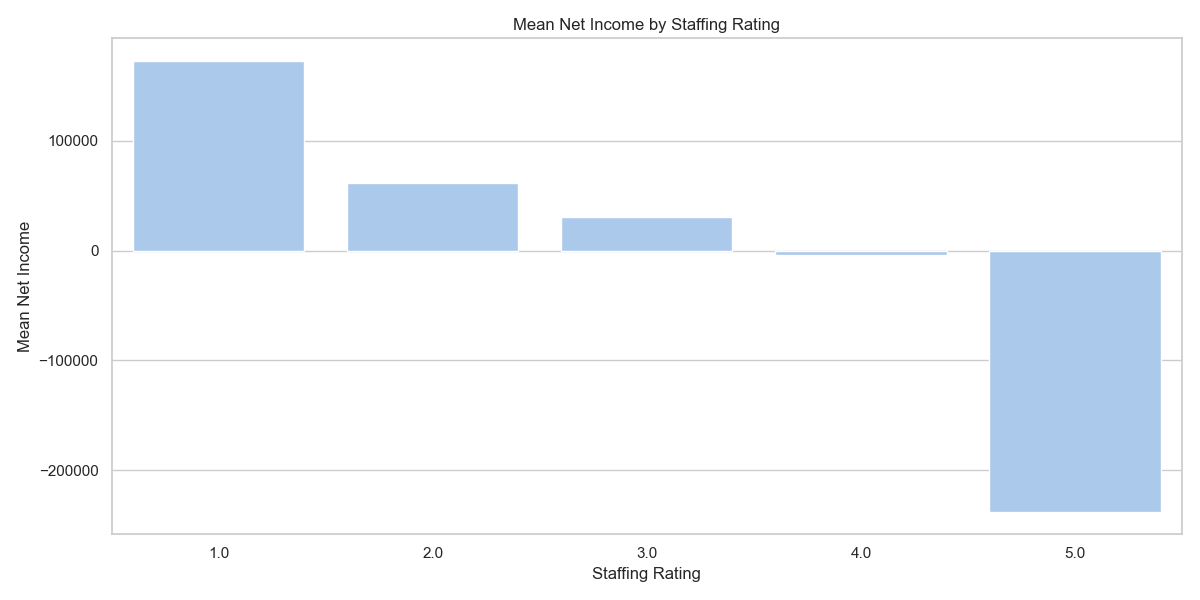 Mean Net Income by Staffing Rating
Mean Net Income
100000
0
−100000
−200000
1.0 2.0 3.0 4.0 5.0
Staffing Rating